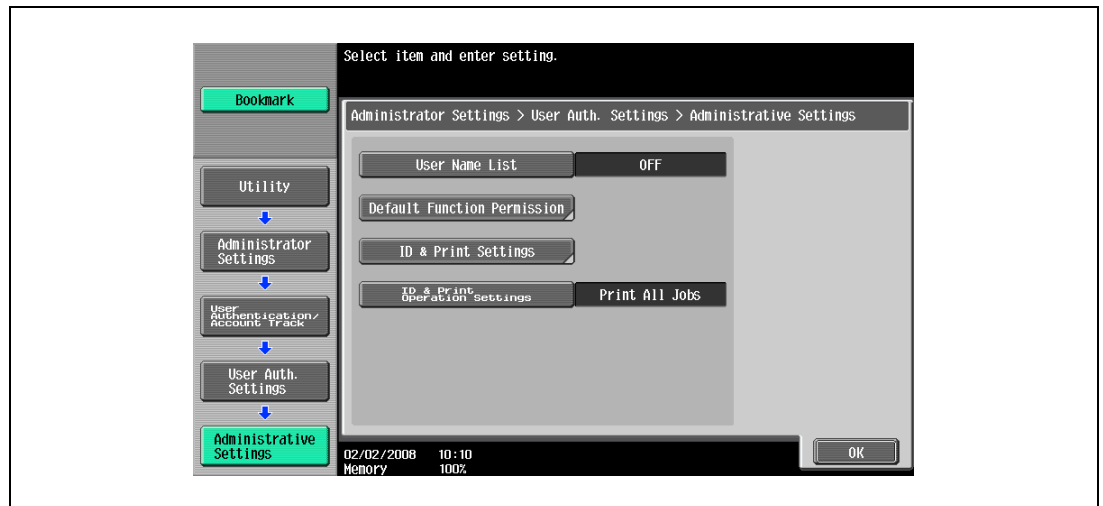 Select item and enter setting.
Bookmark
Administrator Settings > User Auth. Settings > Administrative Settings
User Name List OFF
Utility
Default Function Permission
Administrator
Settings
ID & Print Settings
ID & Print
Operation Settings
Print All Jobs
User
Authentication/
Account Track
User Auth.
Settings
Administrative
Settings
02/02/2008 10:10
Memory 100%
OK